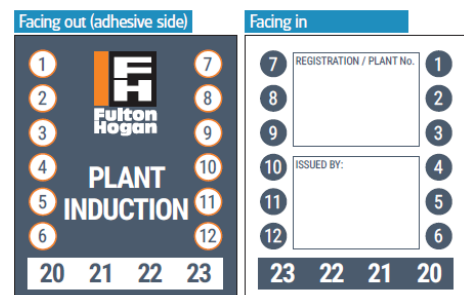 Facing out (adhesive side)
1
7
2
8
3
9
FH
Fulton
Hogan
4
10
PLANT
5
11
INDUCTION
6
12
20 21 22 23
Facing in
7
REGISTRATION / PLANT No.
1
8
2
9
3
10
ISSUED BY:
4
11
5
12
6
23 22 21 20